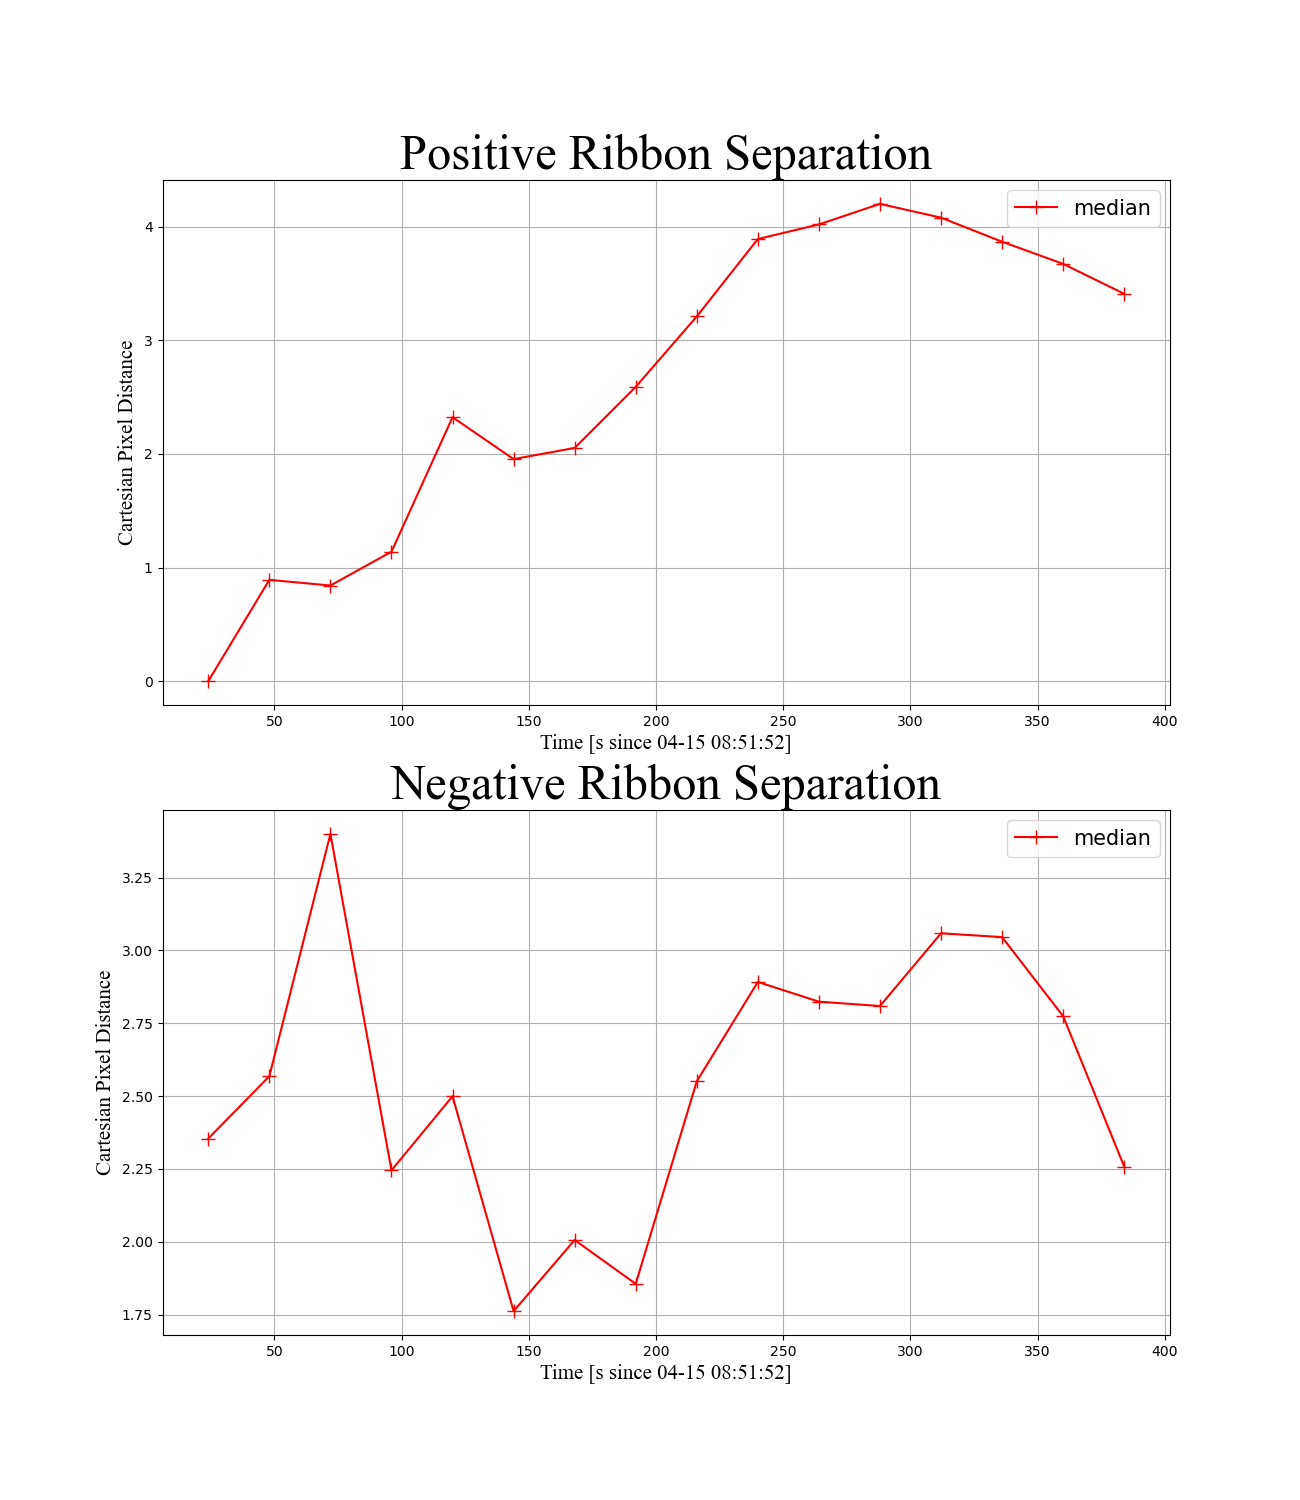 Positive Ribbon Separation
median
Cartesian Pixel Distance
4
3
2
1
0
50 100 150 200 250 300 350 400
Time [s since 04-15 08:51:52]
Negative Ribbon Separation
median
Cartesian Pixel Distance
3.25
3.00
2.75
2.50
2.25
2.00
1.75
50 100 150 200 250 300 350 400
Time [s since 04-15 08:51:52]